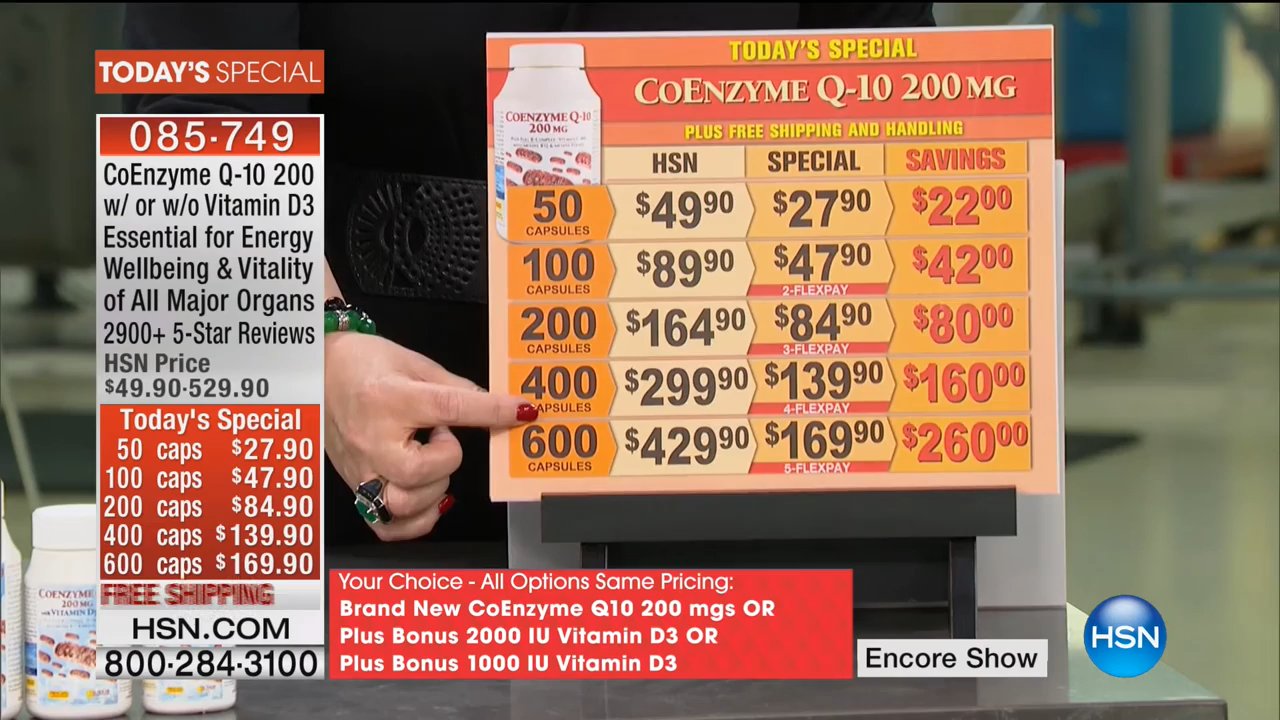 TODAY'S SPECIAL
085·749
CoEnzyme Q-10 200
w/ or w/o Vitamin D3
Essential for Energy
Wellbeing & Vitality
of All Major Organs
2900+ 5-Star Reviews
HSN Price
$49.90-529.90
Today's Special
50 caps $27.90
100 caps $47.90
200 caps $84.90
400 caps $139.90
600 caps $169.90
FREE SHIPPING
HSN.COM
800·284·3100
TODAY'S SPECIAL
COENZYME Q-10 200 MG
PLUS FREE SHIPPING AND HANDLING
COENZYME Q-10
200 MG
HSN SPECIAL SAVINGS
50 CAPSULES $49.90 $27.90 $22.00
100 CAPSULES $89.90 $47.90 $42.00
2-FLEXPAY
200 CAPSULES $164.90 $84.90 $80.00
3-FLEXPAY
400 CAPSULES $299.90 $139.90 $160.00
4-FLEXPAY
600 CAPSULES $429.90 $169.90 $260.00
5-FLEXPAY
Your Choice - All Options Same Pricing:
Brand New CoEnzyme Q10 200 mgs OR
Plus Bonus 2000 IU Vitamin D3 OR
Plus Bonus 1000 IU Vitamin D3
Encore Show
HSN
COENZYME
200 MG